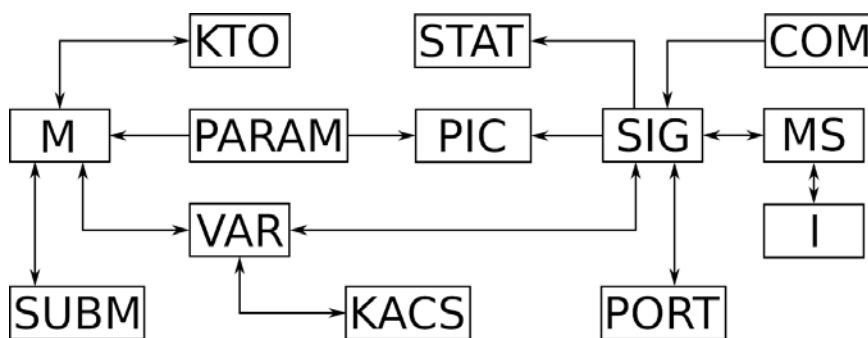 KTO STAT COM
M PARAM PIC SIG MS
VAR I
SUBM KACS PORT